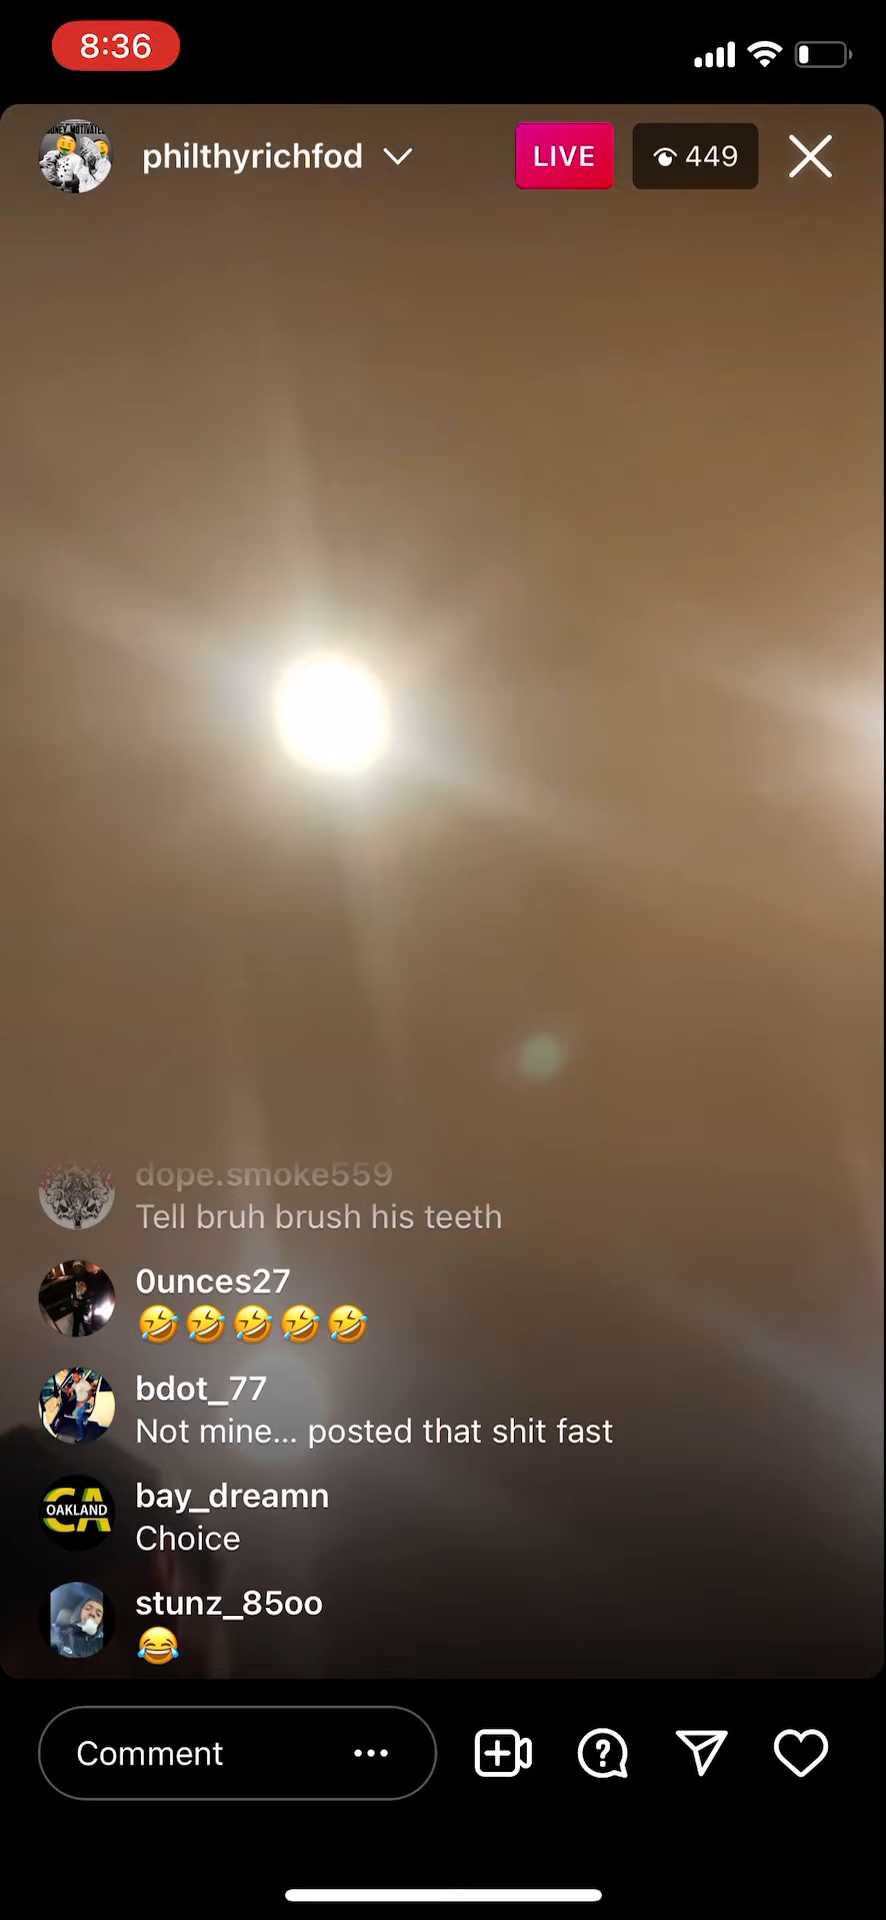 8:36
philthyrichfod
LIVE
449
dope.smoke559
Tell bruh brush his teeth
0unces27
🤣🤣🤣🤣🤣
bdot_77
Not mine... posted that shit fast
CA
OAKLAND
bay_dreamn
Choice
stunz_85oo
😂
Comment